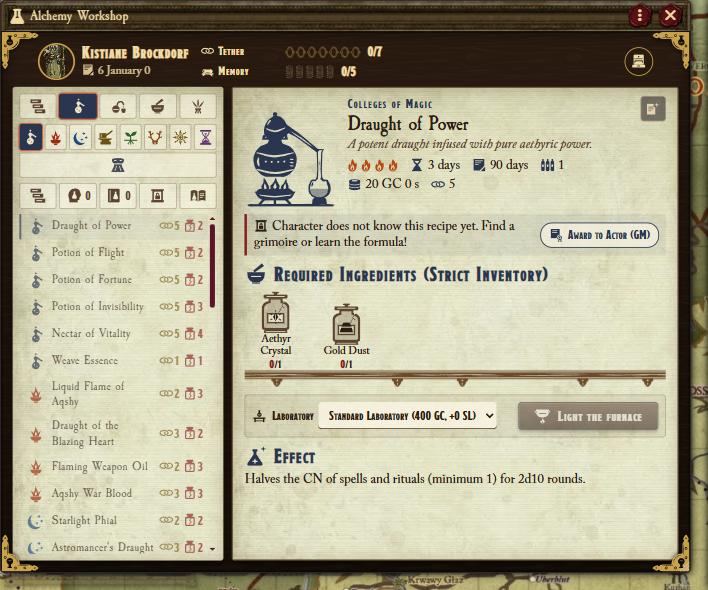 Alchemy Workshop
Kistiane Brockdorf
6 January 0
Tether
0/7
Memory
0/5
0
0
Draught of Power 5 2
Potion of Flight 5 2
Potion of Fortune 5 2
Potion of Invisibility 5 3
Nectar of Vitality 5 4
Weave Essence 1 1
Liquid Flame of
Aqshy 2 3
Draught of the
Blazing Heart 3 2
Flaming Weapon Oil 2 3
Aqshy War Blood 3 3
Starlight Phial 2 2
Astromancer's Draught 3 2
Colleges of Magic
Draught of Power
A potent draught infused with pure aethyric power.
3 days 90 days 1
20 GC 0 s 5
Character does not know this recipe yet. Find a
grimoire or learn the formula!
Award to Actor (GM)
Required Ingredients (Strict Inventory)
Aethyr
Crystal
0/1
Gold Dust
0/1
Laboratory
Standard Laboratory (400 GC, +0 SL)
Light the furnace
Effect
Halves the CN of spells and rituals (minimum 1) for 2d10 rounds.
Krwawy Głaz
Uberblut